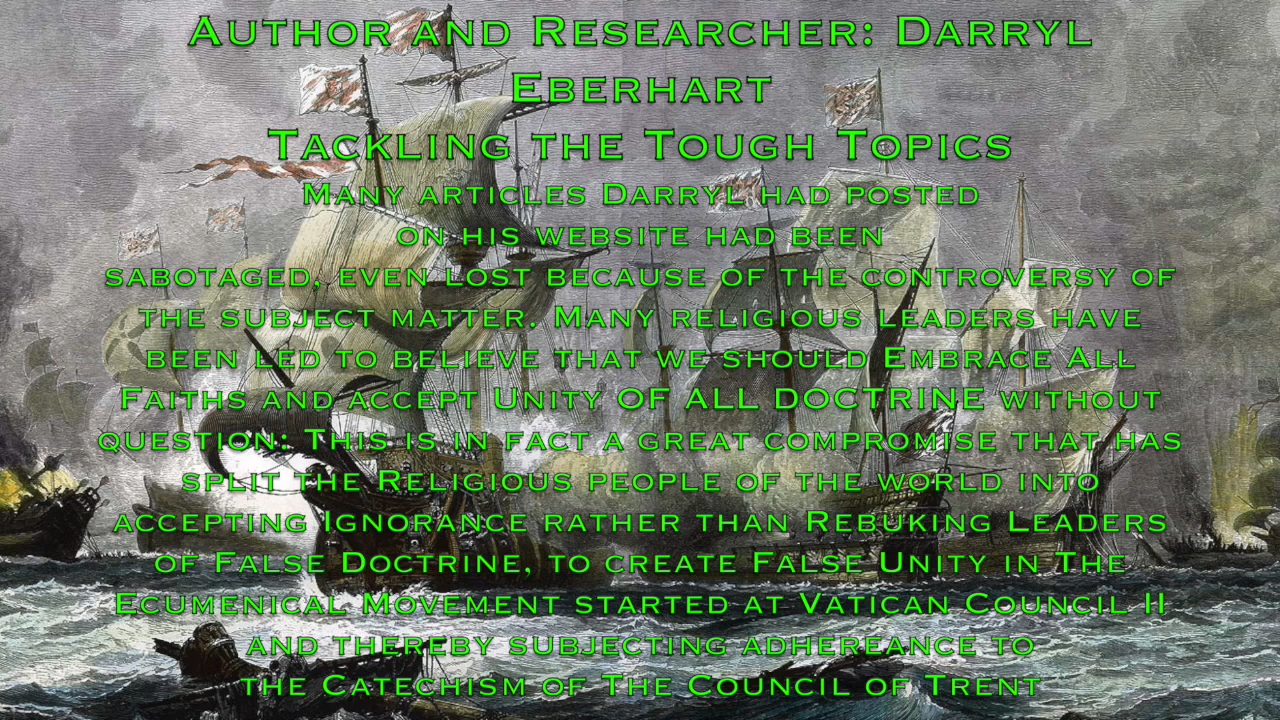 Author and Researcher: Darryl
Eberhart
Tackling the Tough Topics
Many articles Darryl had posted
on his website had been
sabotaged, even lost because of the controversy of
the subject matter. Many religious leaders have
been led to believe that we should Embrace All
Faiths and accept Unity OF ALL DOCTRINE without
question: This is in fact a great compromise that has
split the Religious people of the world into
accepting Ignorance rather than Rebuking Leaders
of False Doctrine, to create False Unity in The
Ecumenical Movement started at Vatican Council II
and thereby subjecting adhereance to
the Catechism of The Council of Trent